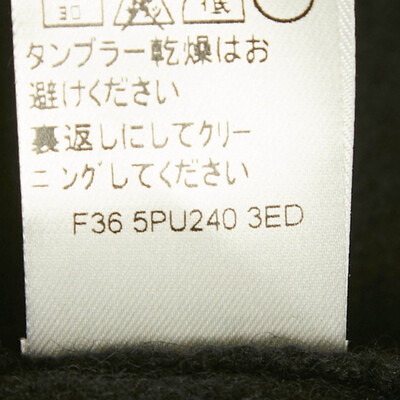 タンブラー乾燥はお
避けください
裏返しにしてクリー
ニングしてください
F36 5PU240 3ED